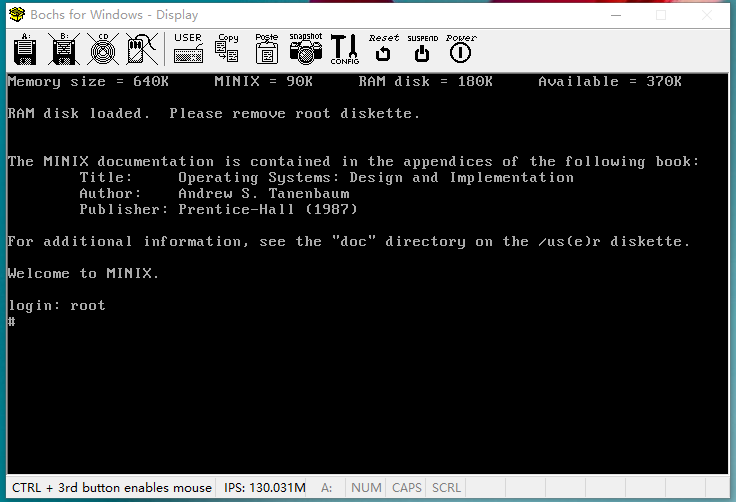 Bochs for Windows - Display
A: B: CD USER Copy Paste snapshot CONFIG Reset SUSPEND Power
Memory size = 640K     MINIX = 90K     RAM disk = 180K     Available = 370K
RAM disk loaded.  Please remove root diskette.
The MINIX documentation is contained in the appendices of the following book:
Title:     Operating Systems: Design and Implementation
Author:    Andrew S. Tanenbaum
Publisher: Prentice-Hall (1987)
For additional information, see the "doc" directory on the /us(e)r diskette.
Welcome to MINIX.
login: root
#
CTRL + 3rd button enables mouse IPS: 130.031M A: NUM CAPS SCRL